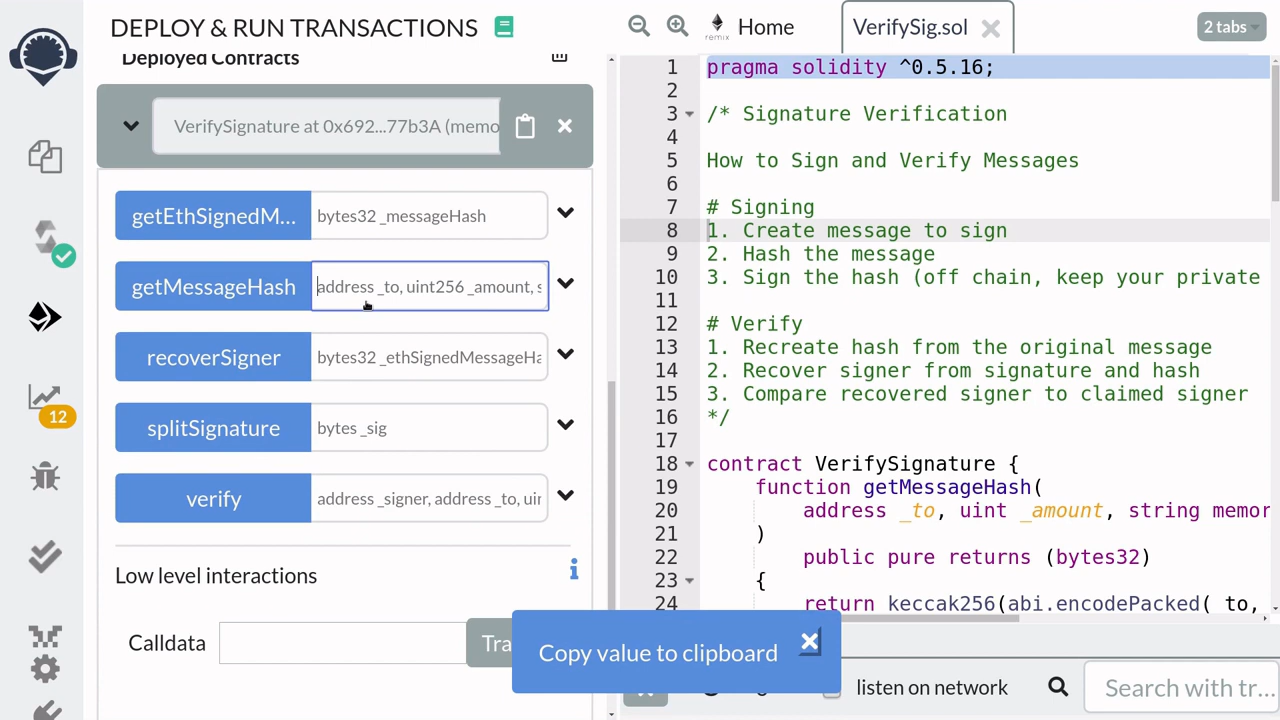 DEPLOY & RUN TRANSACTIONS
Deployed Contracts
VerifySignature at 0x692...77b3A (memo
getEthSignedM...
bytes32 _messageHash
getMessageHash
address _to, uint256 _amount, s
recoverSigner
bytes32 _ethSignedMessageHa
splitSignature
bytes _sig
verify
address _signer, address _to, uin
Low level interactions
i
Calldata
Tra
12
remix
Home
VerifySig.sol
2 tabs
1 pragma solidity ^0.5.16;
2
3 /* Signature Verification
4
5 How to Sign and Verify Messages
6
7 # Signing
8 1. Create message to sign
9 2. Hash the message
10 3. Sign the hash (off chain, keep your private
11
12 # Verify
13 1. Recreate hash from the original message
14 2. Recover signer from signature and hash
15 3. Compare recovered signer to claimed signer
16 */
17
18 contract VerifySignature {
19 function getMessageHash(
20 address _to, uint _amount, string memor
21 )
22 public pure returns (bytes32)
23 {
24 return keccak256(abi.encodePacked( to,
Copy value to clipboard
listen on network
Search with tr...